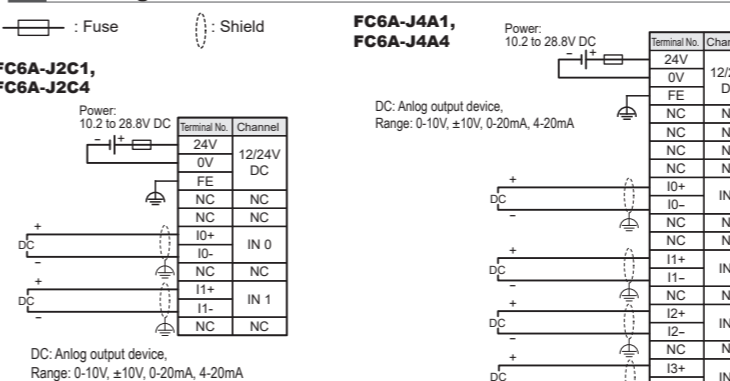 : Fuse
: Shield
FC6A-J2C1,
FC6A-J2C4
Power:
10.2 to 28.8V DC
Terminal No. Channel
24V
0V
12/24V
DC
FE
NC NC
NC NC
+
DC
-
I0+
I0-
IN 0
NC NC
+
DC
-
I1+
I1-
IN 1
NC NC
DC: Anlog output device,
Range: 0-10V, ±10V, 0-20mA, 4-20mA
FC6A-J4A1,
FC6A-J4A4
Power:
10.2 to 28.8V DC
Terminal No.
24V
0V
FE
DC: Anlog output device,
Range: 0-10V, ±10V, 0-20mA, 4-20mA
NC
NC
NC
NC
+
DC
-
I0+
I0-
IN
NC
NC
+
DC
-
I1+
I1-
IN
NC
+
DC
-
I2+
I2-
IN
NC
+
DC
I3+
IN